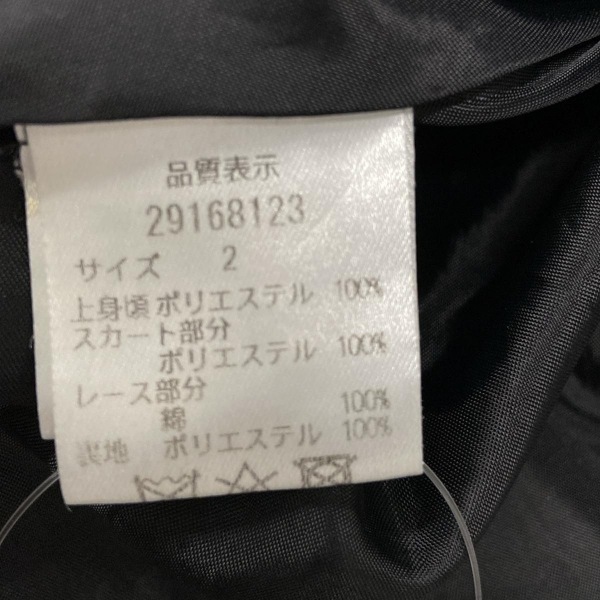 品質表示
29168123
サイズ 2
上身頃 ポリエステル 100%
スカート部分
ポリエステル 100%
レース部分
綿 100%
裏地 ポリエステル 100%